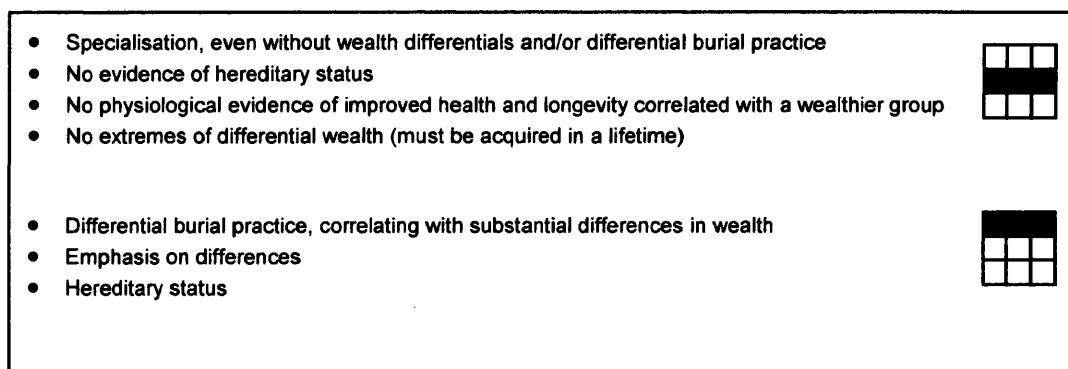 • Specialisation, even without wealth differentials and/or differential burial practice
• No evidence of hereditary status
• No physiological evidence of improved health and longevity correlated with a wealthier group
• No extremes of differential wealth (must be acquired in a lifetime)
• Differential burial practice, correlating with substantial differences in wealth
• Emphasis on differences
• Hereditary status